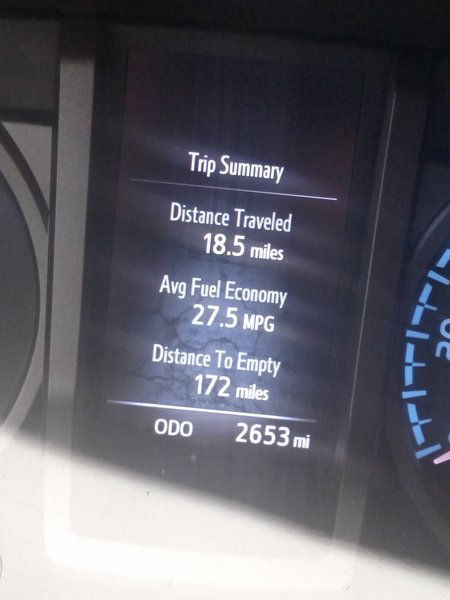 Trip Summary
Distance Traveled
18.5 miles
Avg Fuel Economy
27.5 MPG
Distance To Empty
172 miles
ODO 2653 mi
20